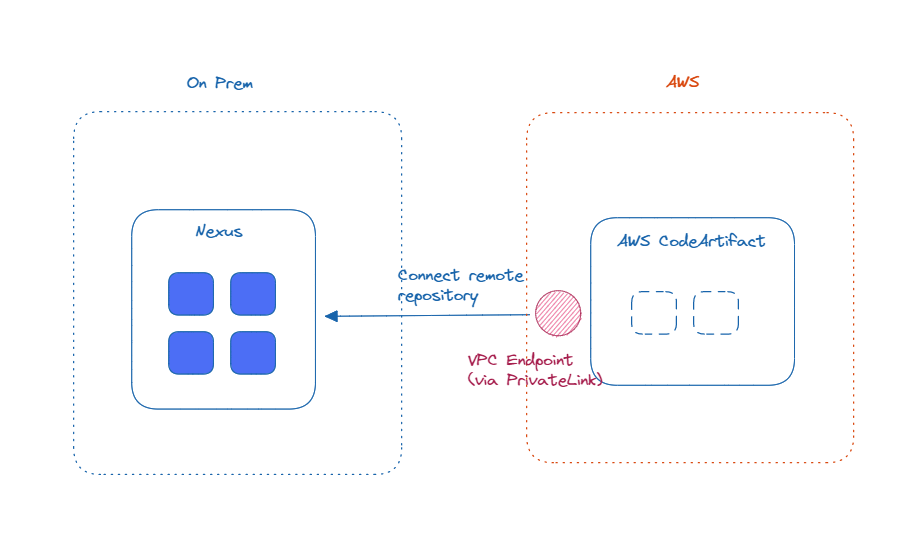 On Prem
AWS
Nexus
AWS CodeArtifact
Connect remote
repository
VPC Endpoint
(via PrivateLink)